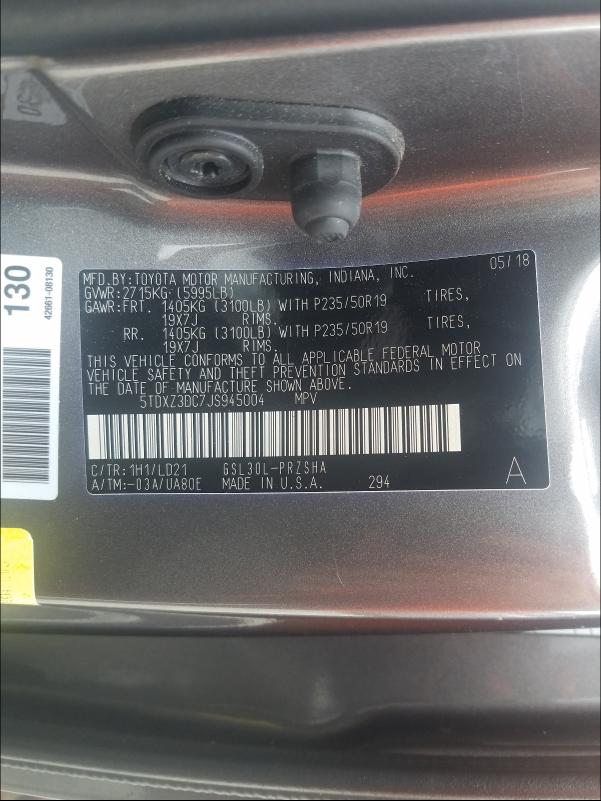 130
42661-08130
MFD.BY:TOYOTA MOTOR MANUFACTURING, INDIANA, INC. 05/18
GVWR:2715KG (5995LB)
GAWR:FRT. 1405KG (3100LB) WITH P235/50R19 TIRES,
19X7J RIMS.
RR. 1405KG (3100LB) WITH P235/50R19 TIRES,
19X7J RIMS.
THIS VEHICLE CONFORMS TO ALL APPLICABLE FEDERAL MOTOR
VEHICLE SAFETY AND THEFT PREVENTION STANDARDS IN EFFECT ON
THE DATE OF MANUFACTURE SHOWN ABOVE.
5TDXZ3DC7JS945004 MPV
C/TR:1H1/LD21 GSL30L-PRZSHA
A/TM:-03A/UA80E MADE IN U.S.A. 294 A